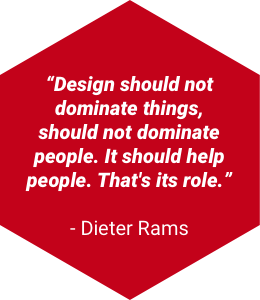 “Design should not
dominate things,
should not dominate
people. It should help
people. That's its role.”
- Dieter Rams